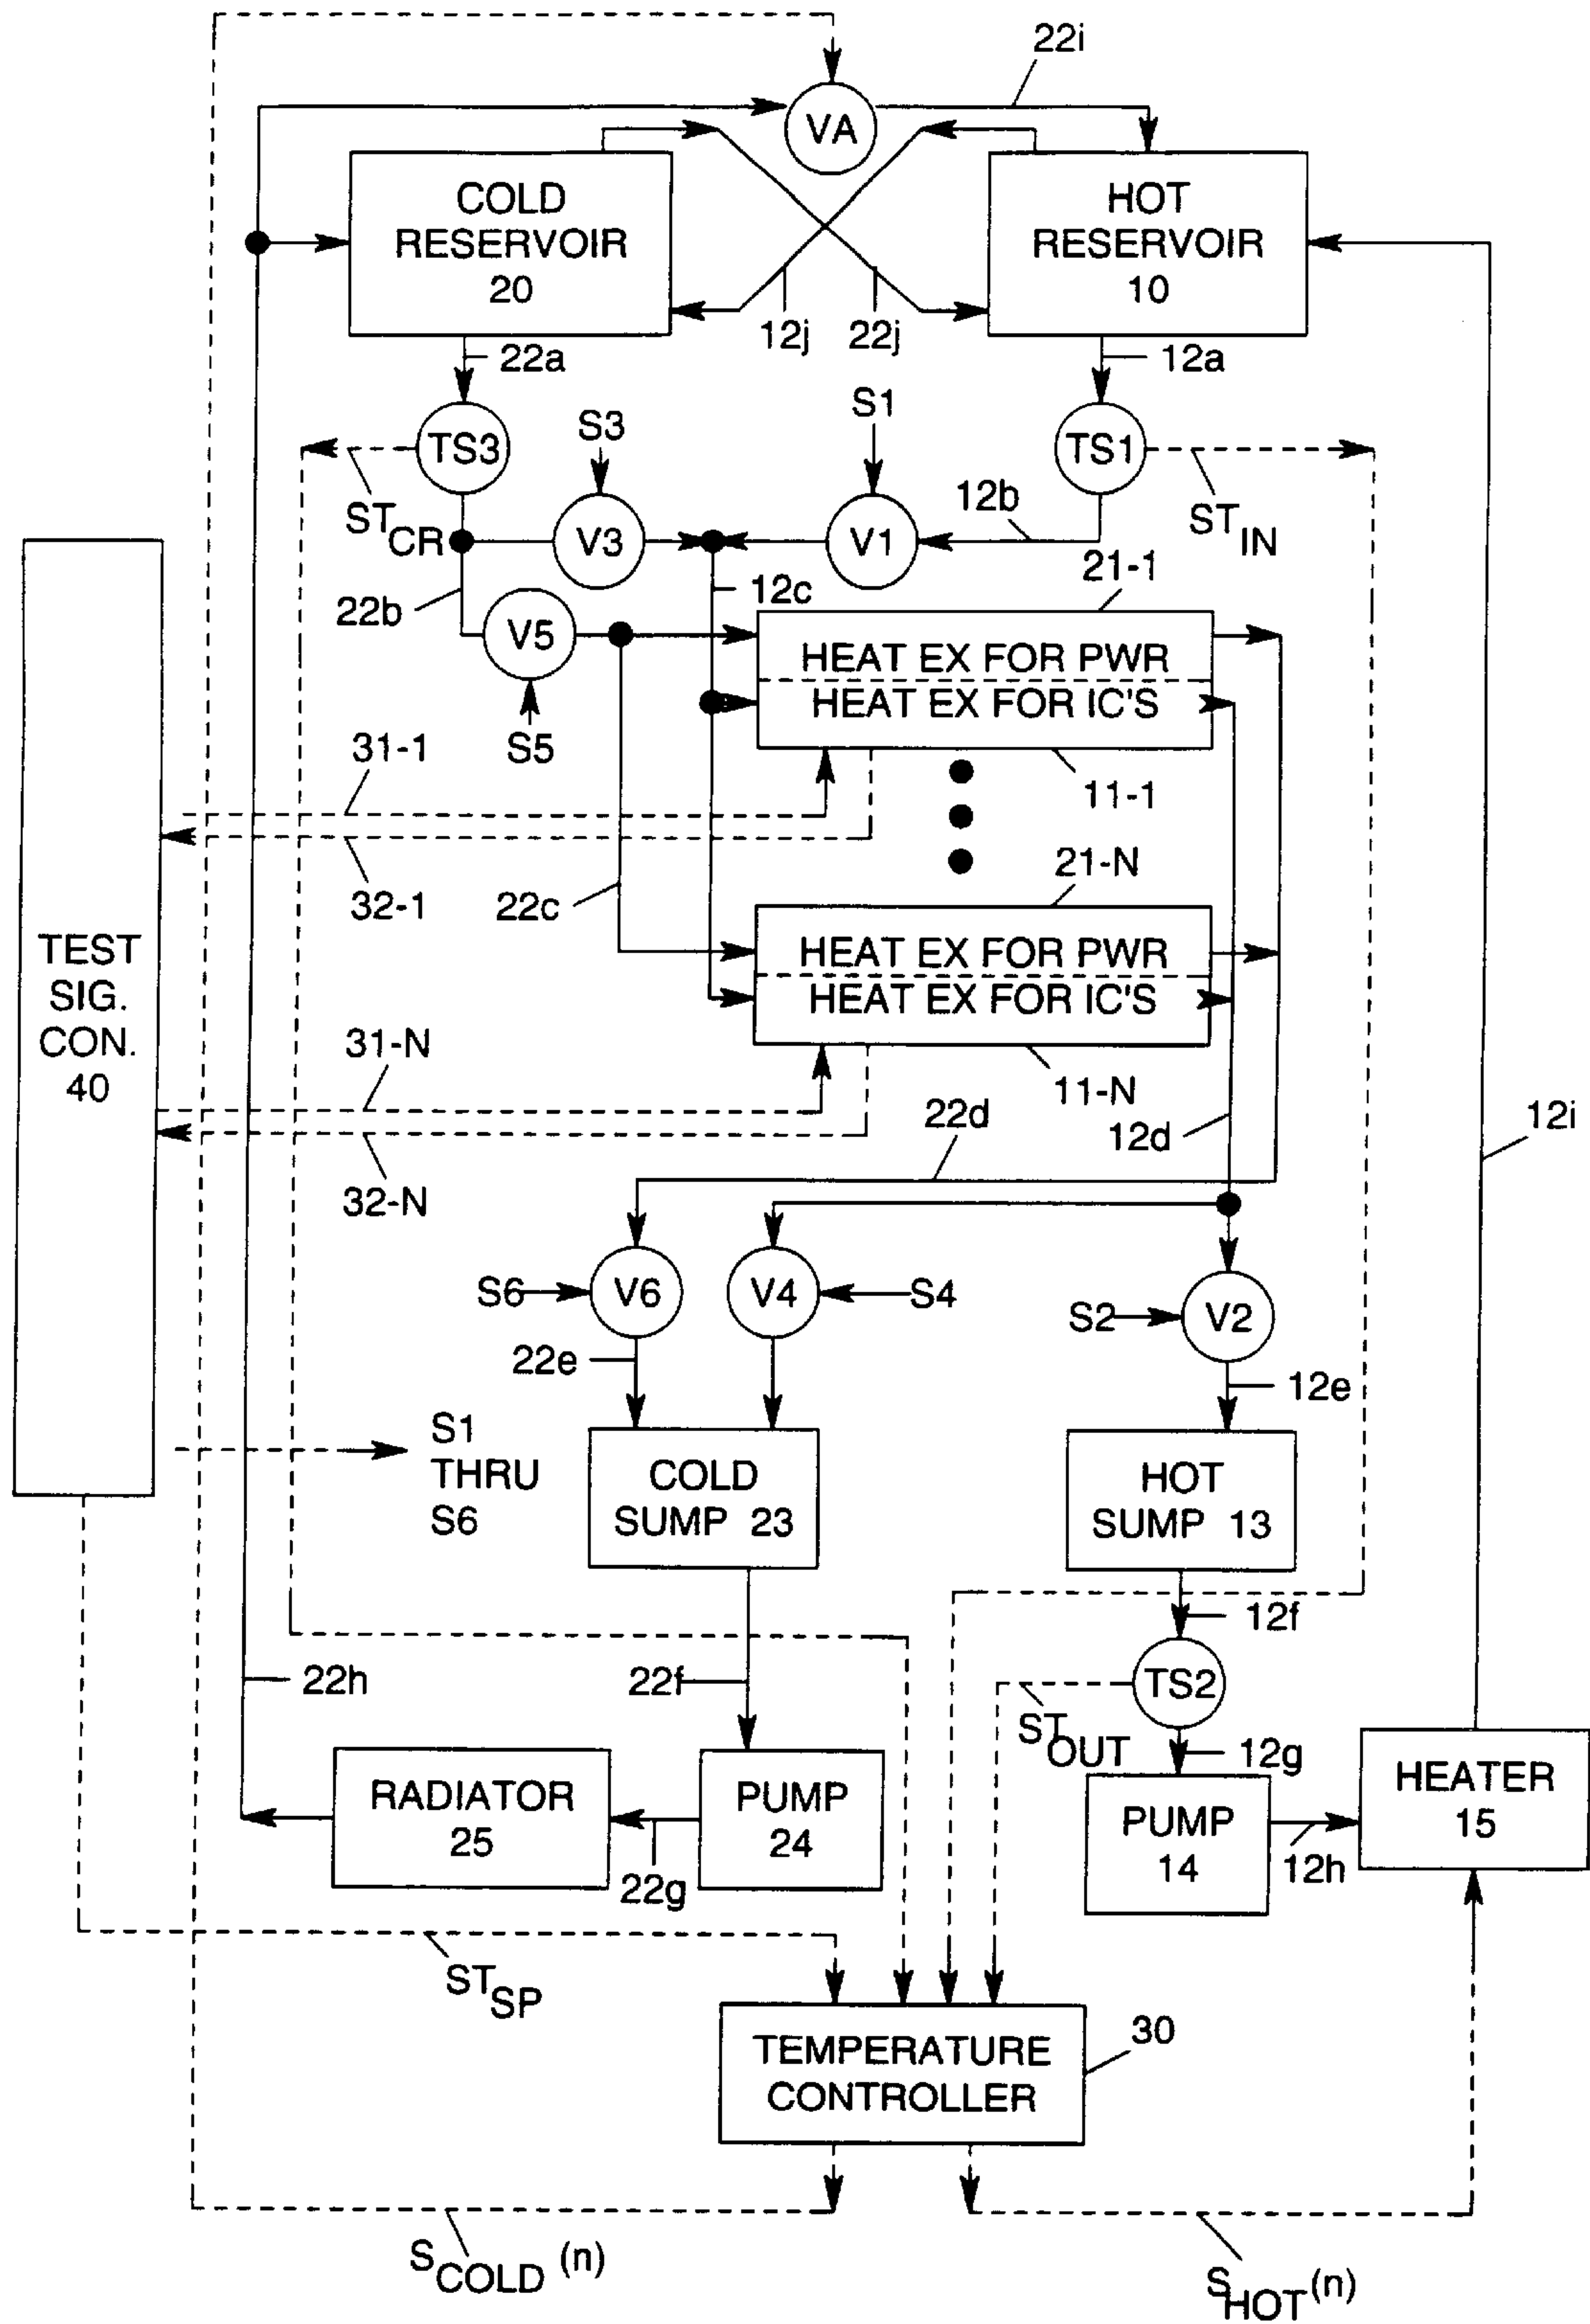 22i
VA
COLD
RESERVOIR
20
HOT
RESERVOIR
10
12j
22j
22a
12a
S3
S1
TS3
TS1
ST CR
V3
V1
12b
ST IN
21-1
22b
12c
V5
HEAT EX FOR PWR
HEAT EX FOR IC'S
S5
31-1
11-1
32-1
22c
21-N
HEAT EX FOR PWR
HEAT EX FOR IC'S
TEST
SIG.
CON.
40
31-N
11-N
22d
12d
12i
32-N
S6
V6
V4
S4
S2
V2
22e
12e
S1
THRU
S6
COLD
SUMP 23
HOT
SUMP 13
12f
22h
22f
TS2
ST OUT
12g
RADIATOR
25
PUMP
24
22g
PUMP
14
12h
HEATER
15
ST SP
TEMPERATURE
CONTROLLER
30
S COLD (n)
S HOT (n)